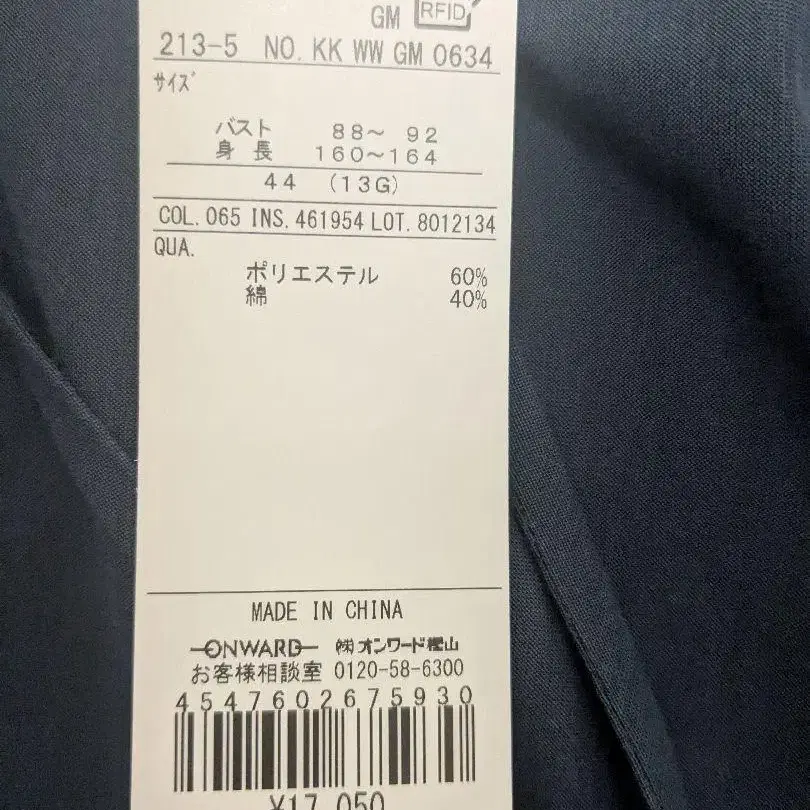 GM RFID
213-5 NO. KK WW GM 0634
サイズ
バスト 88～ 92
身 長 160～164
44 (13G)
COL. 065 INS. 461954 LOT. 8012134
QUA.
ポリエステル 60%
綿 40%
MADE IN CHINA
ONWARD ㈱オンワード樫山
お客様相談室 0120-58-6300
4547602675930
¥17,050